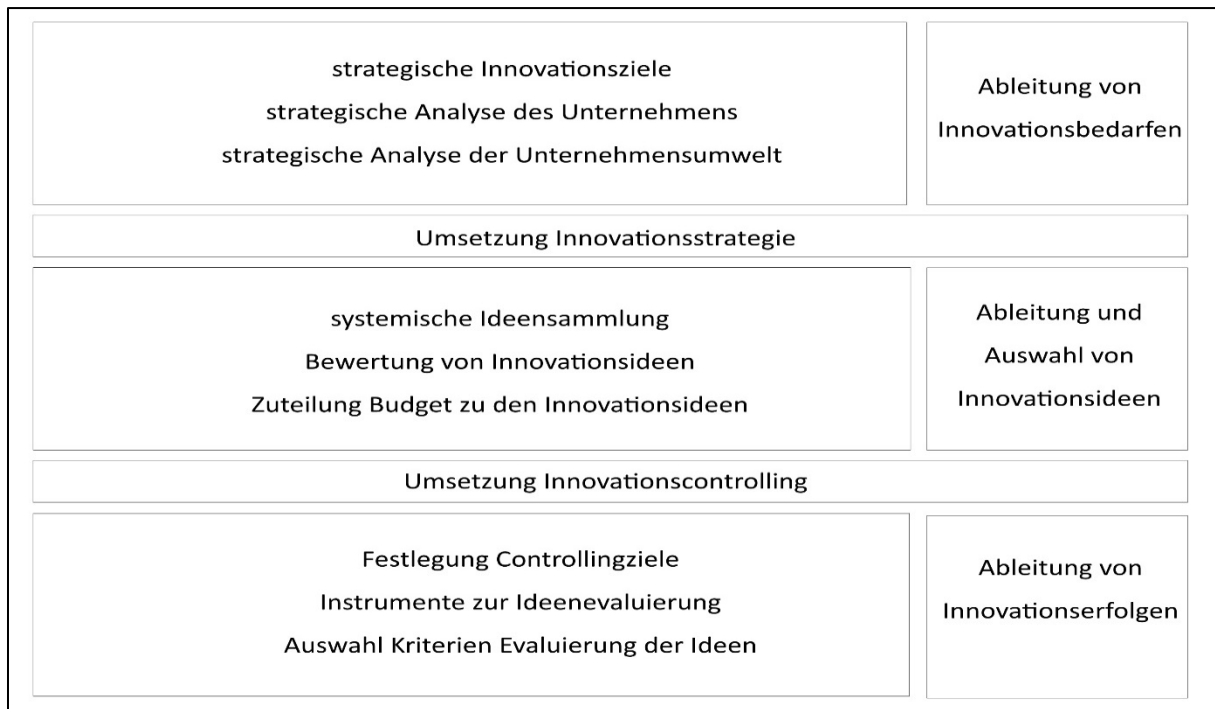 strategische Innovationsziele
strategische Analyse des Unternehmens
strategische Analyse der Unternehmensumwelt
Ableitung von
Innovationsbedarfen
Umsetzung Innovationsstrategie
systemische Ideensammlung
Bewertung von Innovationsideen
Zuteilung Budget zu den Innovationsideen
Ableitung und
Auswahl von
Innovationsideen
Umsetzung Innovationscontrolling
Festlegung Controllingziele
Instrumente zur Ideenevaluierung
Auswahl Kriterien Evaluierung der Ideen
Ableitung von
Innovationserfolgen